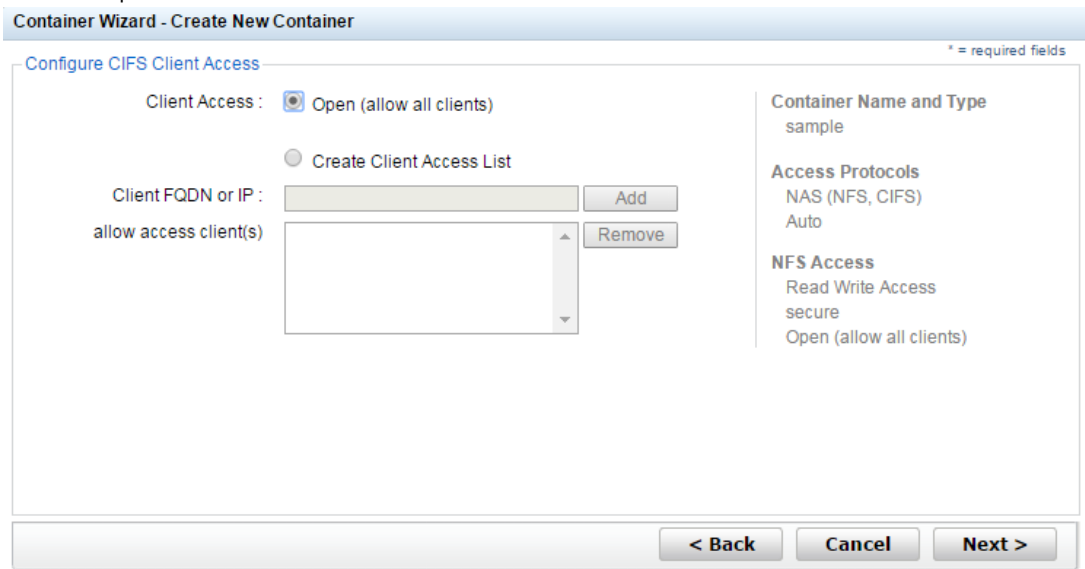 Container Wizard - Create New Container
* = required fields
Configure CIFS Client Access
Client Access :
Open (allow all clients)
Create Client Access List
Client FQDN or IP :
Add
allow access client(s)
Remove
Container Name and Type
sample
Access Protocols
NAS (NFS, CIFS)
Auto
NFS Access
Read Write Access
secure
Open (allow all clients)
< Back
Cancel
Next >